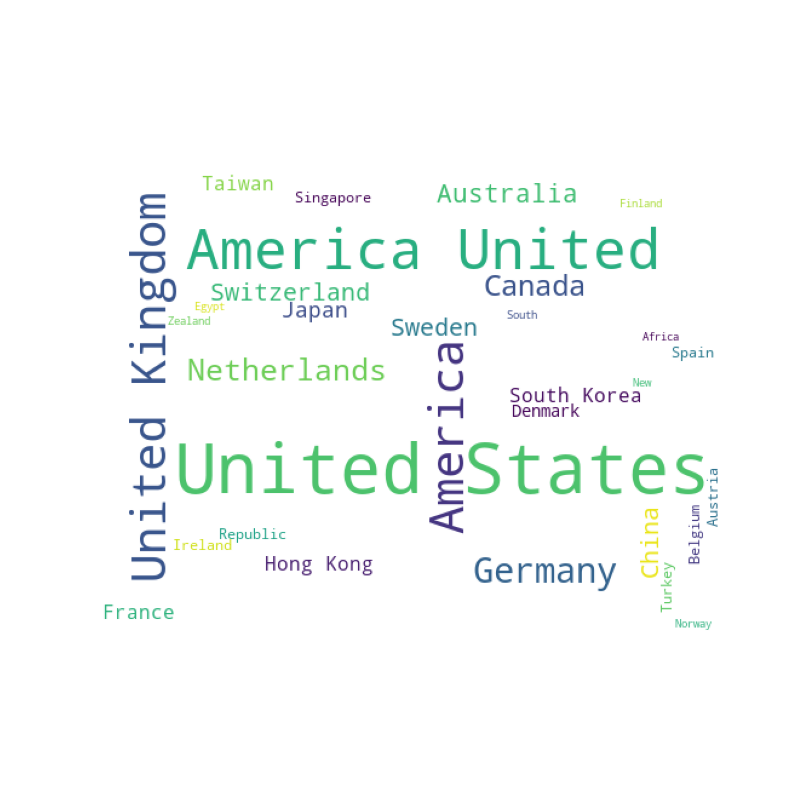 Taiwan
Singapore
Australia
Finland
United Kingdom
America United
Switzerland
Canada
Egypt
Japan
Zealand
South
Sweden
Africa
America
Spain
Netherlands
New
South Korea
Denmark
United States
Austria
China
Belgium
Republic
Ireland
Hong Kong
Germany
Turkey
France
Norway